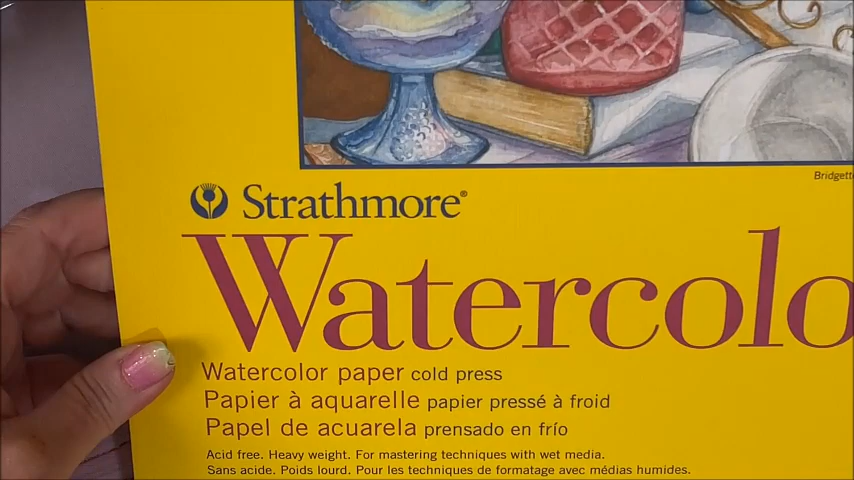 Strathmore®
Watercolo
Watercolor paper cold press
Papier à aquarelle papier pressé à froid
Papel de acuarela prensado en frío
Acid free. Heavy weight. For mastering techniques with wet media.
Sans acide. Poids lourd. Pour les techniques de formatage avec médias humides.
Bridgette